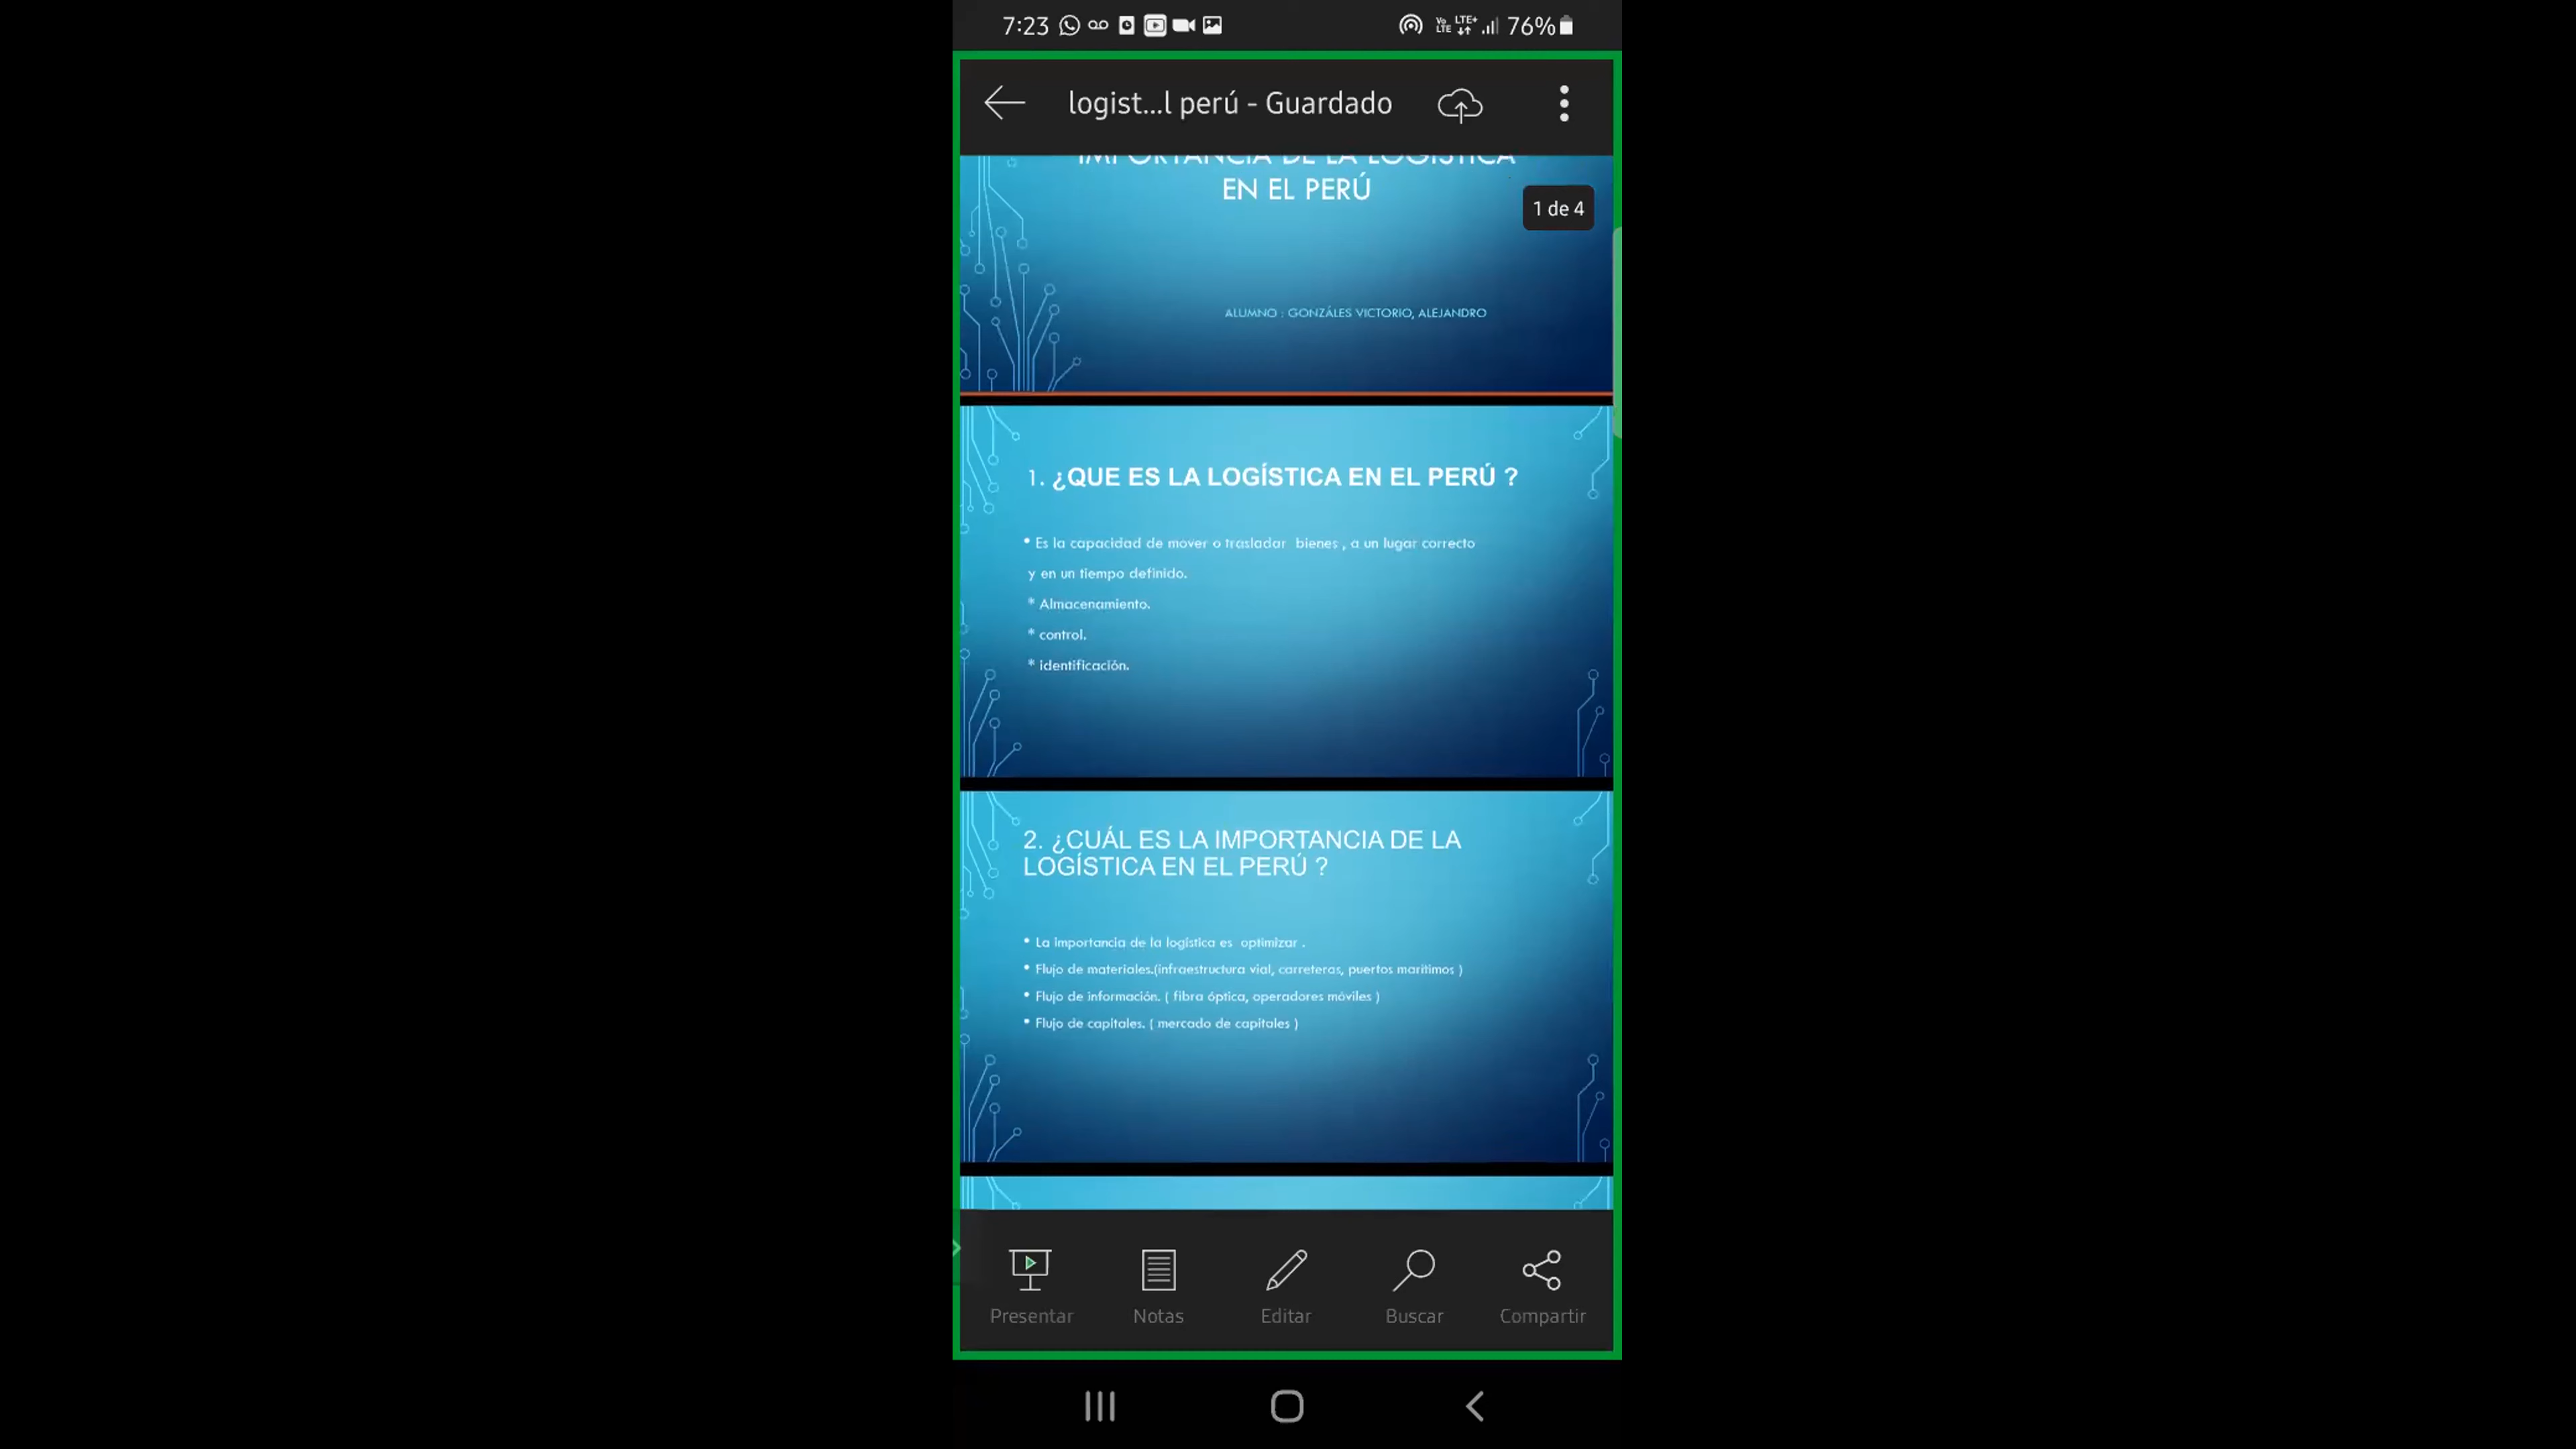 7:23 76%
logist...l perú - Guardado
IMPORTANCIA DE LA LOGÍSTICA
EN EL PERÚ
1 de 4
ALUMNO : GONZÁLES VICTORIO, ALEJANDRO
1. ¿QUE ES LA LOGÍSTICA EN EL PERÚ ?
• Es la capacidad de mover o trasladar bienes , a un lugar correcto
y en un tiempo definido.
* Almacenamiento.
* control.
* identificación.
2. ¿CUÁL ES LA IMPORTANCIA DE LA
LOGÍSTICA EN EL PERÚ ?
• La importancia de la logística es optimizar .
• Flujo de materiales.(infraestructura vial, carreteras, puertos marítimos )
• Flujo de información. ( fibra óptica, operadores móviles )
• Flujo de capitales. ( mercado de capitales )
Presentar Notas Editar Buscar Compartir